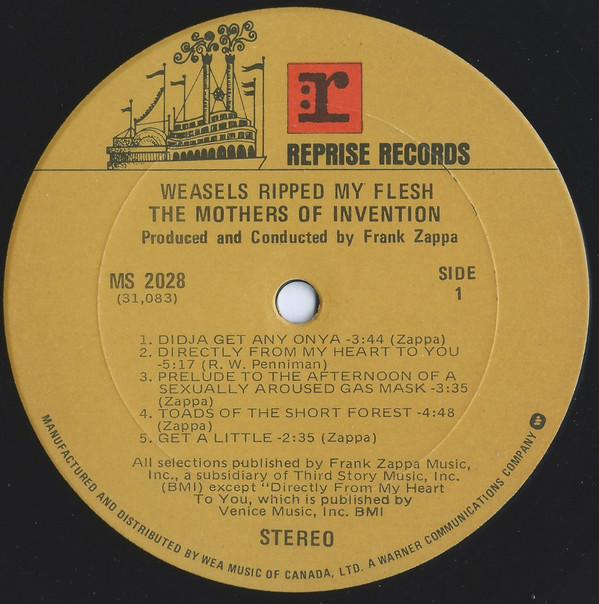 r
REPRISE RECORDS
WEASELS RIPPED MY FLESH
THE MOTHERS OF INVENTION
Produced and Conducted by Frank Zappa
MS 2028
(31,083)
SIDE
1
1. DIDJA GET ANY ONYA -3:44 (Zappa)
2. DIRECTLY FROM MY HEART TO YOU
-5:17 (R. W. Penniman)
3. PRELUDE TO THE AFTERNOON OF A
SEXUALLY AROUSED GAS MASK -3:35
(Zappa)
4. TOADS OF THE SHORT FOREST -4:48
(Zappa)
5. GET A LITTLE -2:35 (Zappa)
All selections published by Frank Zappa Music,
Inc., a subsidiary of Third Story Music, Inc.
(BMI) except "Directly From My Heart
To You, which is published by
Venice Music, Inc. BMI
STEREO
MANUFACTURED AND DISTRIBUTED BY WEA MUSIC OF CANADA, LTD. A WARNER COMMUNICATIONS COMPANY